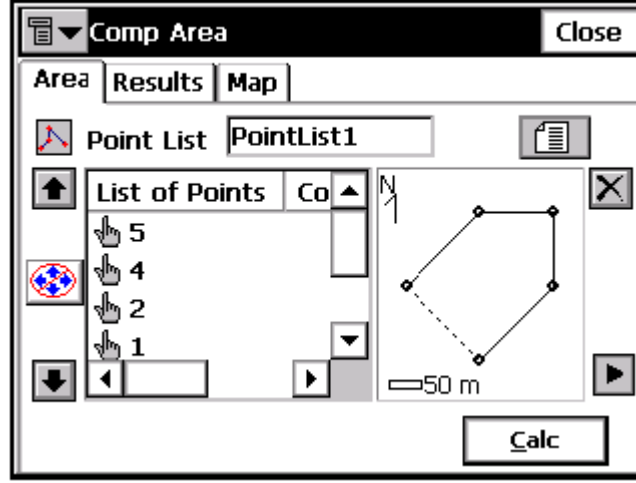 Comp Area Close
Area Results Map
Point List PointList1
List of Points Co
5
4
2
1
N
50 m
Calc